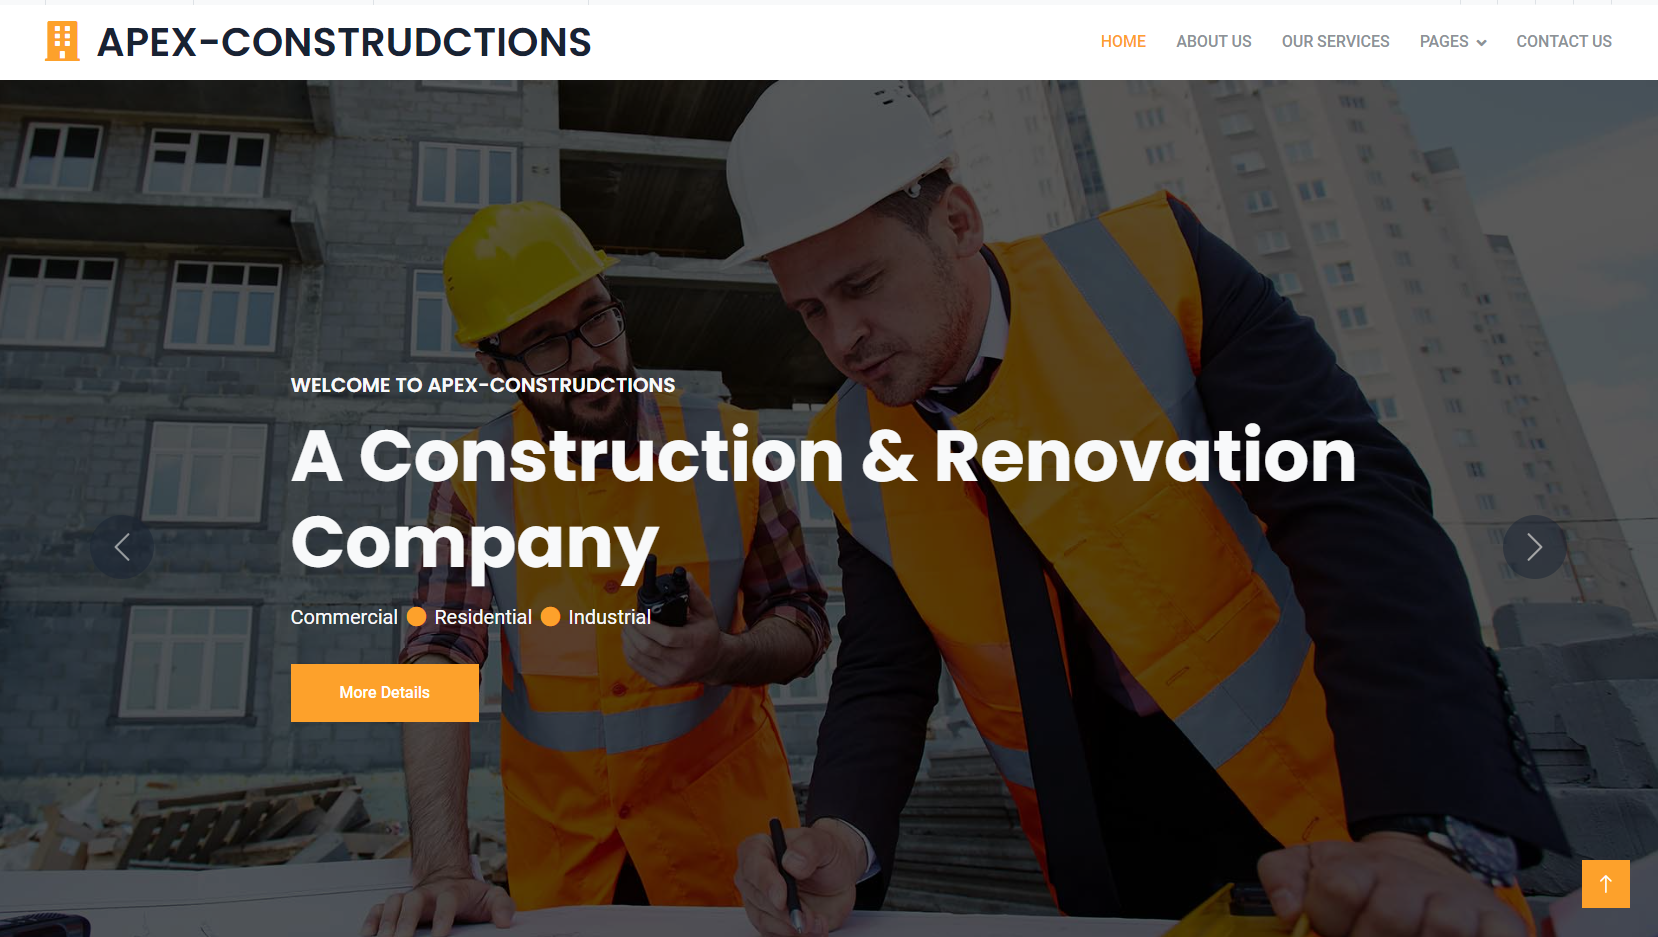 APEX-CONSTRUDCTIONS
HOME ABOUT US OUR SERVICES PAGES CONTACT US
WELCOME TO APEX-CONSTRUDCTIONS
A Construction & Renovation
Company
Commercial Residential Industrial
More Details